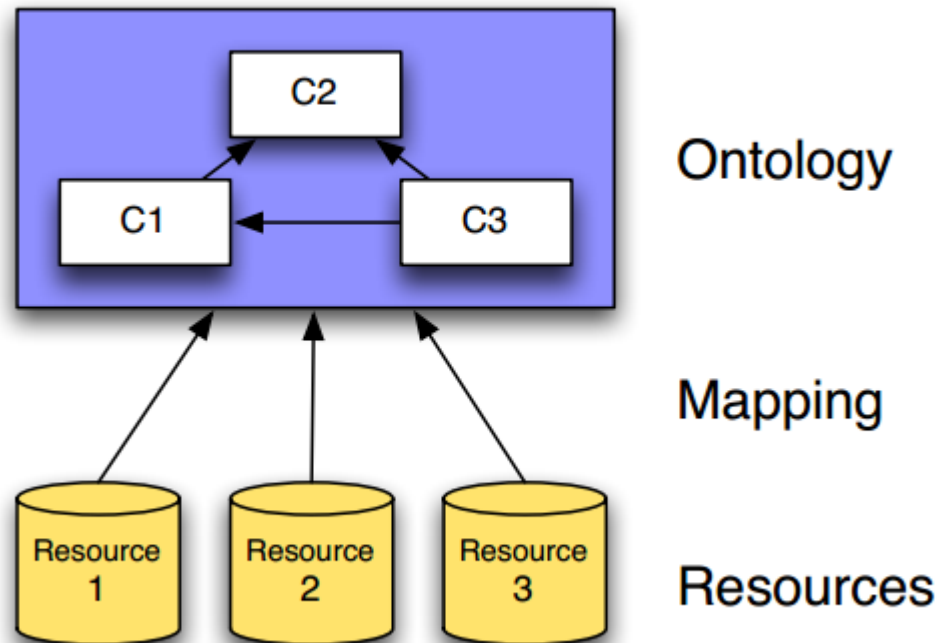 C2
C1
C3
Ontology
Mapping
Resource
1
Resource
2
Resource
3
Resources